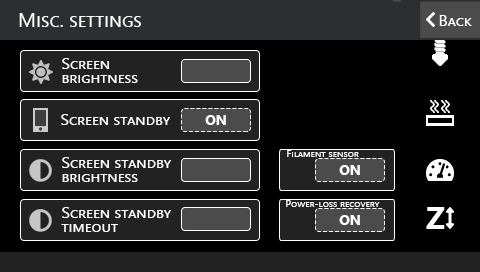 Misc. settings
Back
Screen
brightness
Screen standby
ON
Screen standby
brightness
Filament sensor
ON
Screen standby
timeout
Power-loss recovery
ON
Z